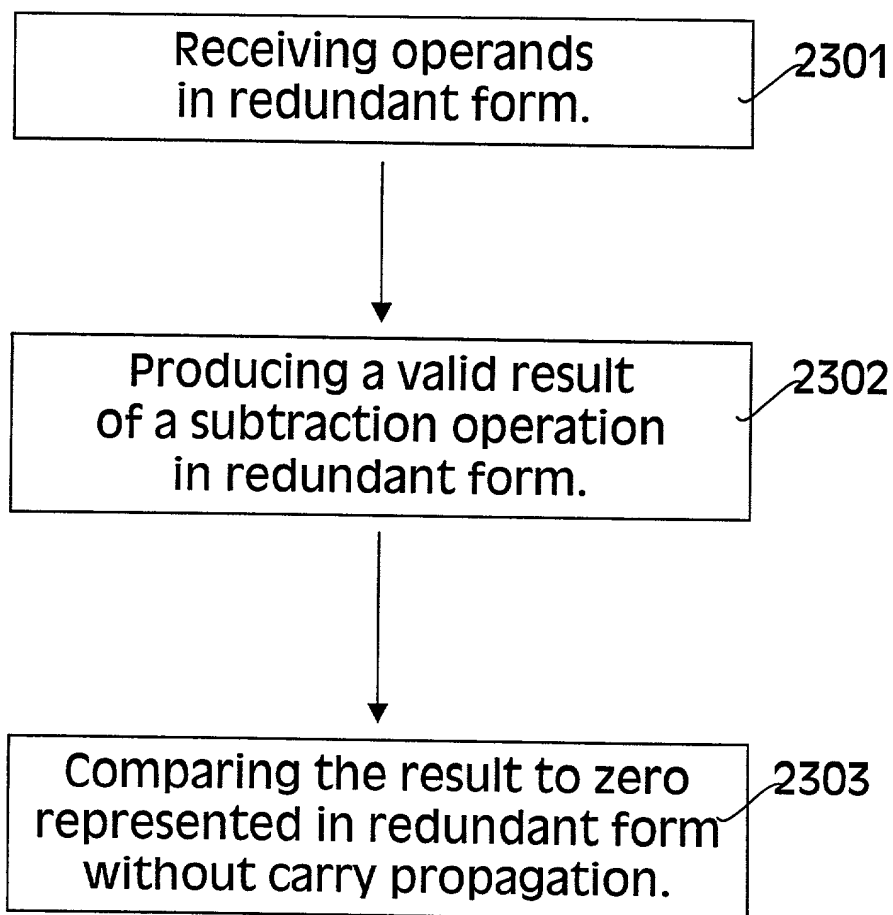 Receiving operands
in redundant form.
2301
Producing a valid result
of a subtraction operation
in redundant form.
2302
Comparing the result to zero
represented in redundant form
without carry propagation.
2303